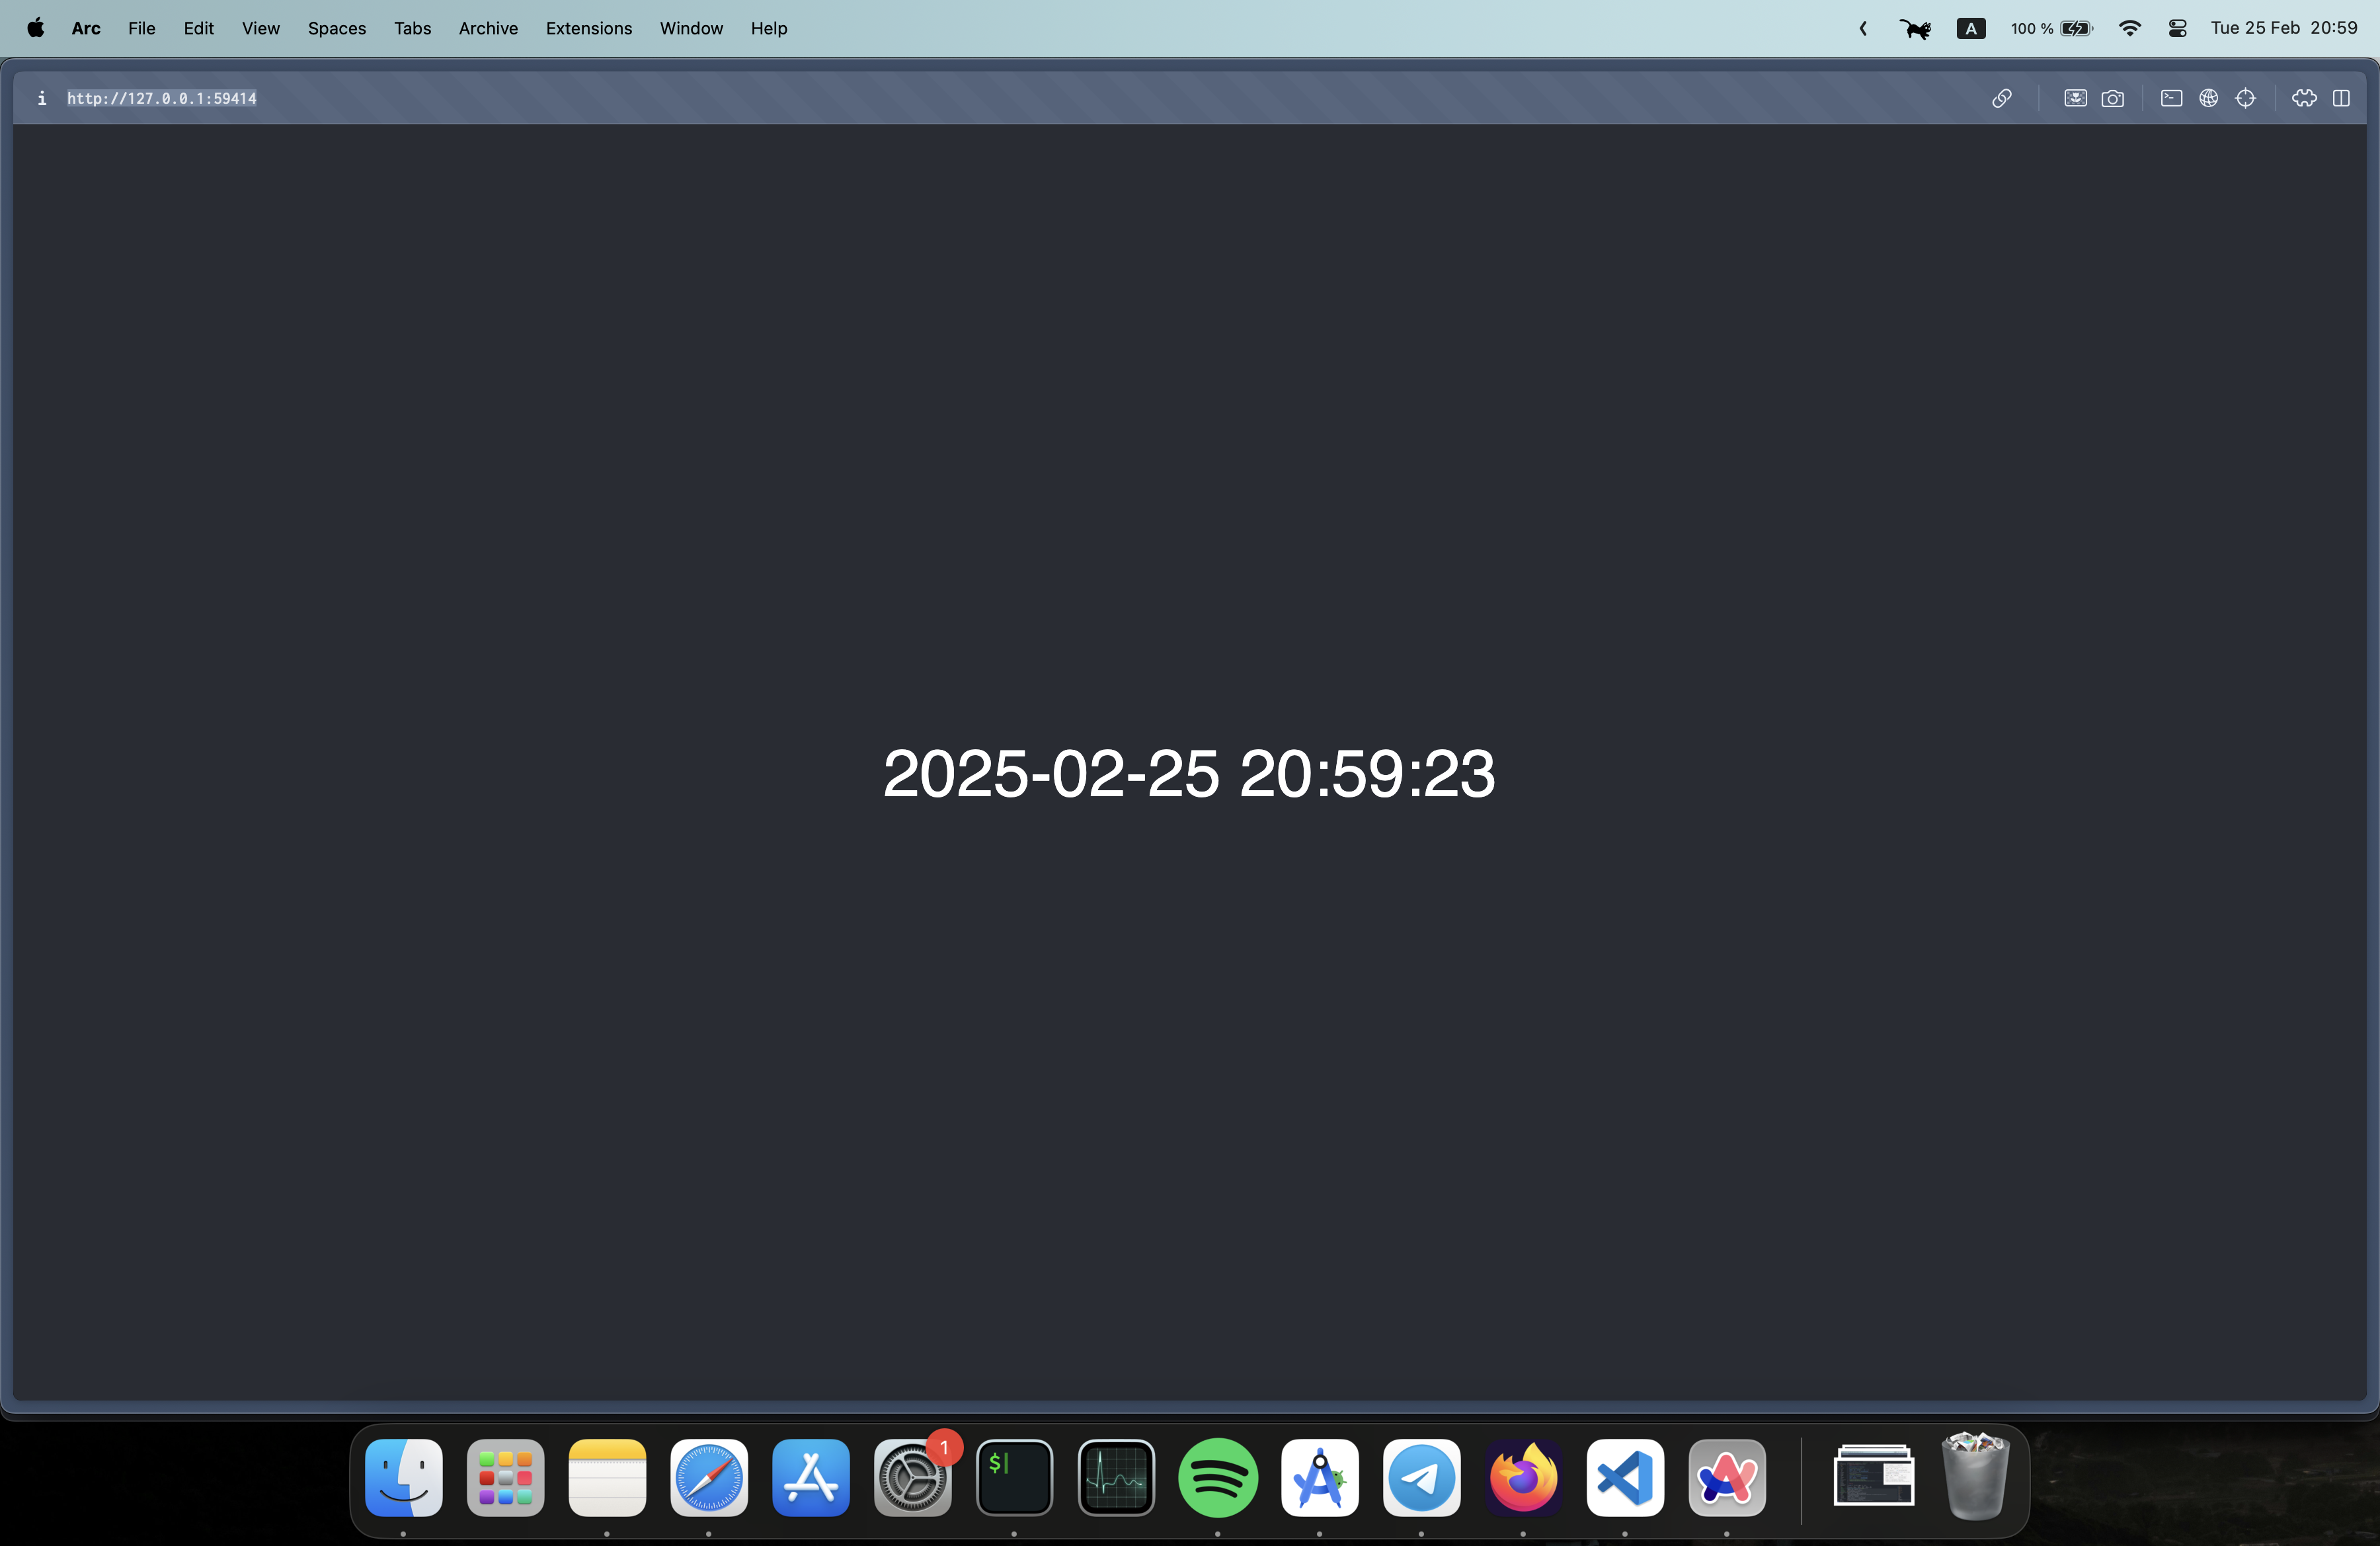 Arc File Edit View Spaces Tabs Archive Extensions Window Help A 100 % Tue 25 Feb 20:59
i http://127.0.0.1:59414
2025-02-25 20:59:23
1
$